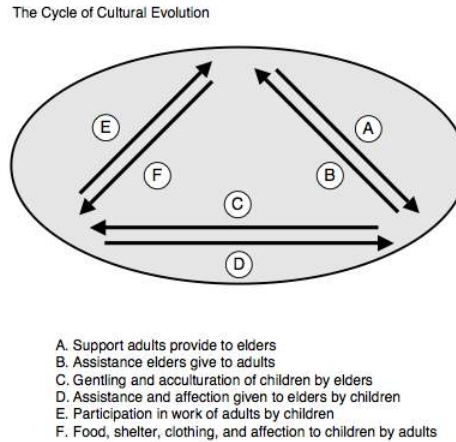 The Cycle of Cultural Evolution
E
A
F
B
C
D
A. Support adults provide to elders
B. Assistance elders give to adults
C. Gentling and acculturation of children by elders
D. Assistance and affection given to elders by children
E. Participation in work of adults by children
F. Food, shelter, clothing, and affection to children by adults